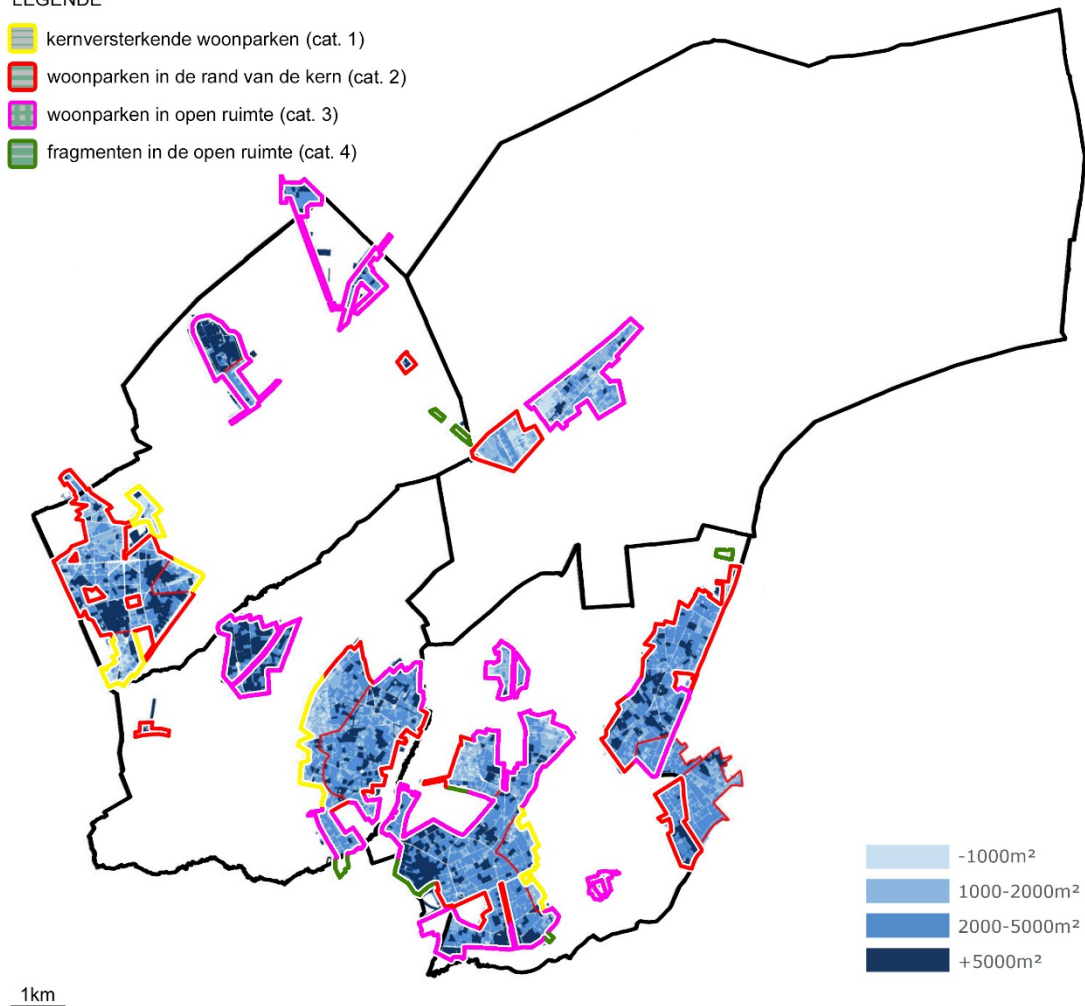 LEGENDE
kernversterkende woonparken (cat. 1)
woonparken in de rand van de kern (cat. 2)
woonparken in open ruimte (cat. 3)
fragmenten in de open ruimte (cat. 4)
-1000m²
1000-2000m²
2000-5000m²
+5000m²
1km